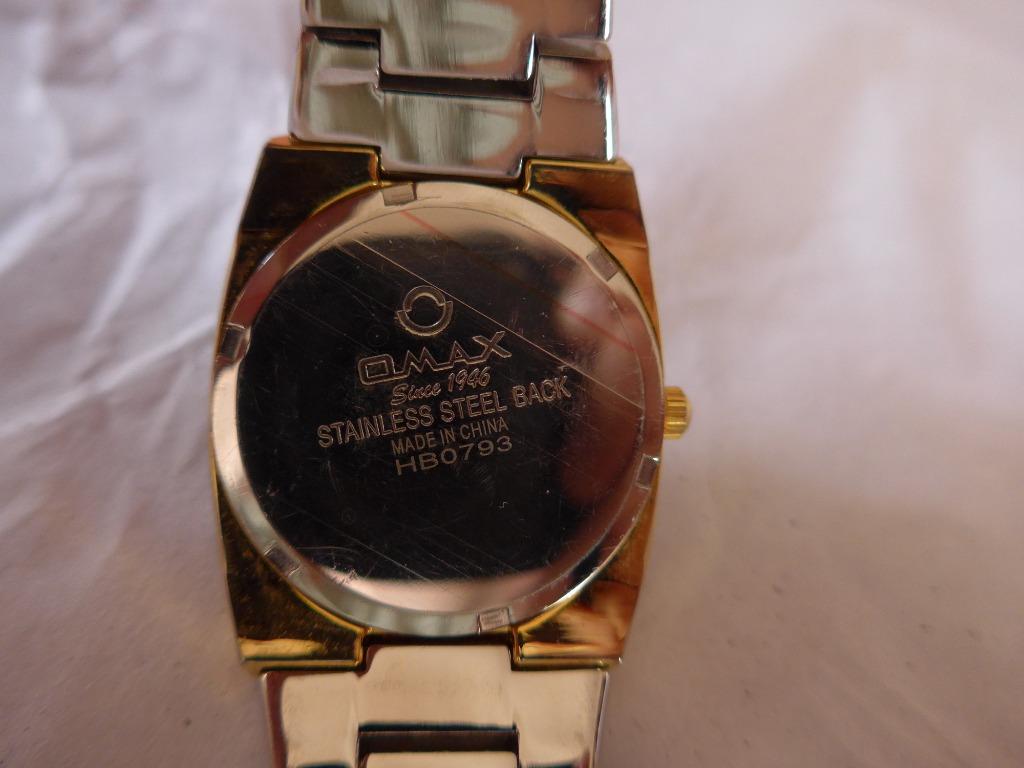 OMAX
Since 1946
STAINLESS STEEL BACK
MADE IN CHINA
HB0793